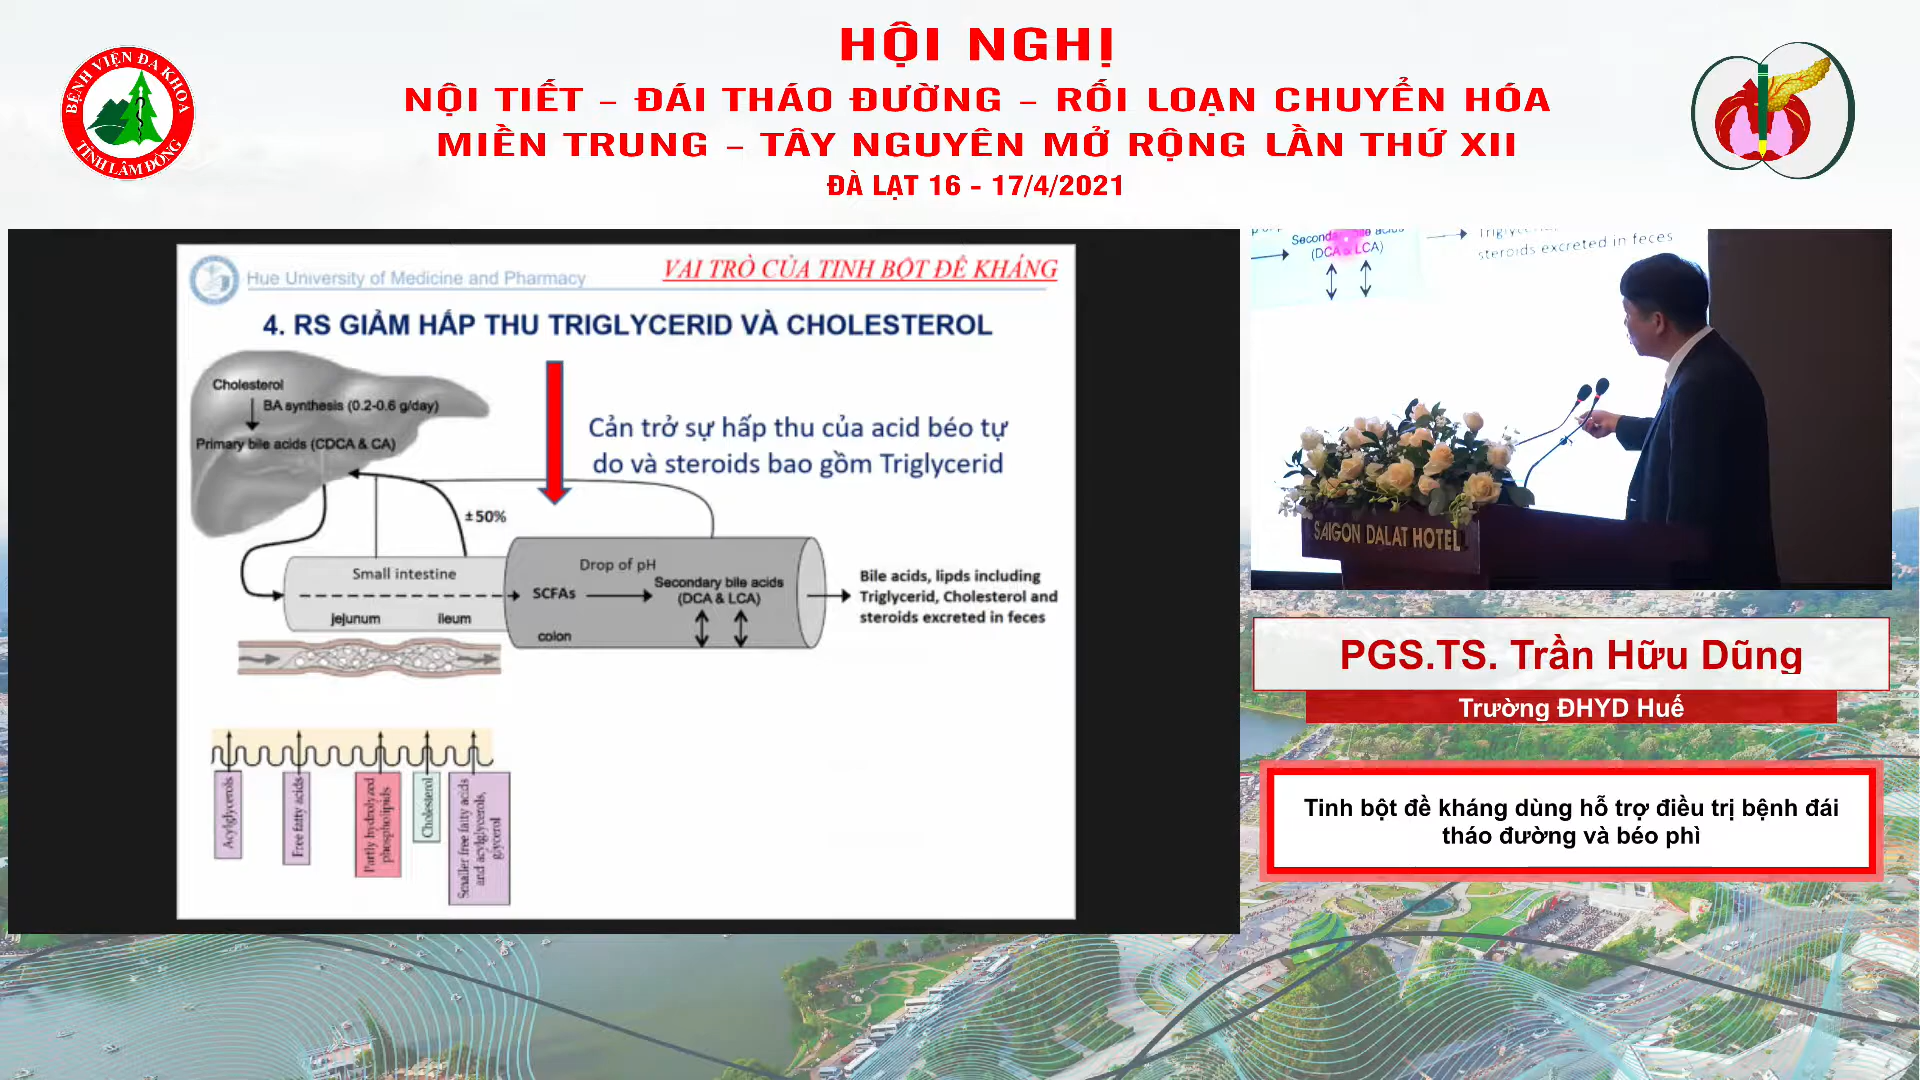 HỘI NGHỊ
NỘI TIẾT – ĐÁI THÁO ĐƯỜNG – RỐI LOẠN CHUYỂN HÓA
MIỀN TRUNG – TÂY NGUYÊN MỞ RỘNG LẦN THỨ XII
ĐÀ LẠT 16 - 17/4/2021
BỆNH VIỆN ĐA KHOA
TỈNH LÂM ĐỒNG
Hue University of Medicine and Pharmacy
VAI TRÒ CỦA TINH BỘT ĐỀ KHÁNG
4. RS GIẢM HẤP THU TRIGLYCERID VÀ CHOLESTEROL
Cholesterol
BA synthesis (0.2-0.6 g/day)
Primary bile acids (CDCA & CA)
Cản trở sự hấp thu của acid béo tự
do và steroids bao gồm Triglycerid
±50%
Small intestine
jejunum
ileum
Drop of pH
SCFAs
Secondary bile acids
(DCA & LCA)
colon
Bile acids, lipds including
Triglycerid, Cholesterol and
steroids excreted in feces
Acylglycerols
Free fatty acids
Partly hydrolyzed
phospholipids
Cholesterol
Smaller free faity acids
and acylglycerols,
glycerol
(DCA & LCA)
steroids excreted in feces
SAIGON DALAT HOTEL
PGS.TS. Trần Hữu Dũng
Trường ĐHYD Huế
Tinh bột đề kháng dùng hỗ trợ điều trị bệnh đái
tháo đường và béo phì